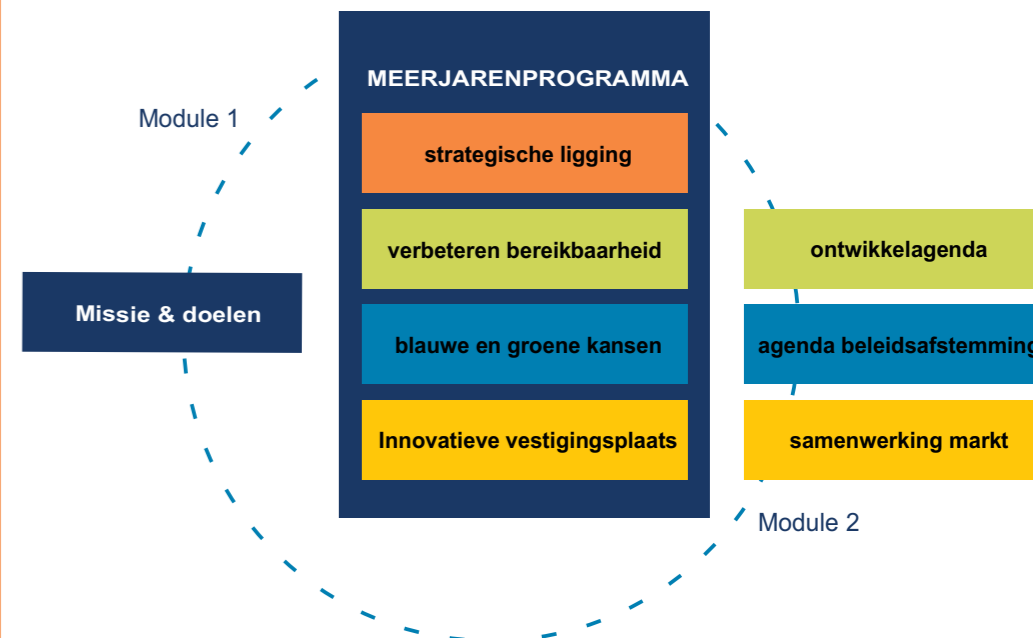 MEERJARENPROGRAMMA
Module 1
strategische ligging
verbeteren bereikbaarheid
ontwikkelagenda
Missie & doelen
blauwe en groene kansen
agenda beleidsafstemming
Innovatieve vestigingsplaats
samenwerking markt
Module 2